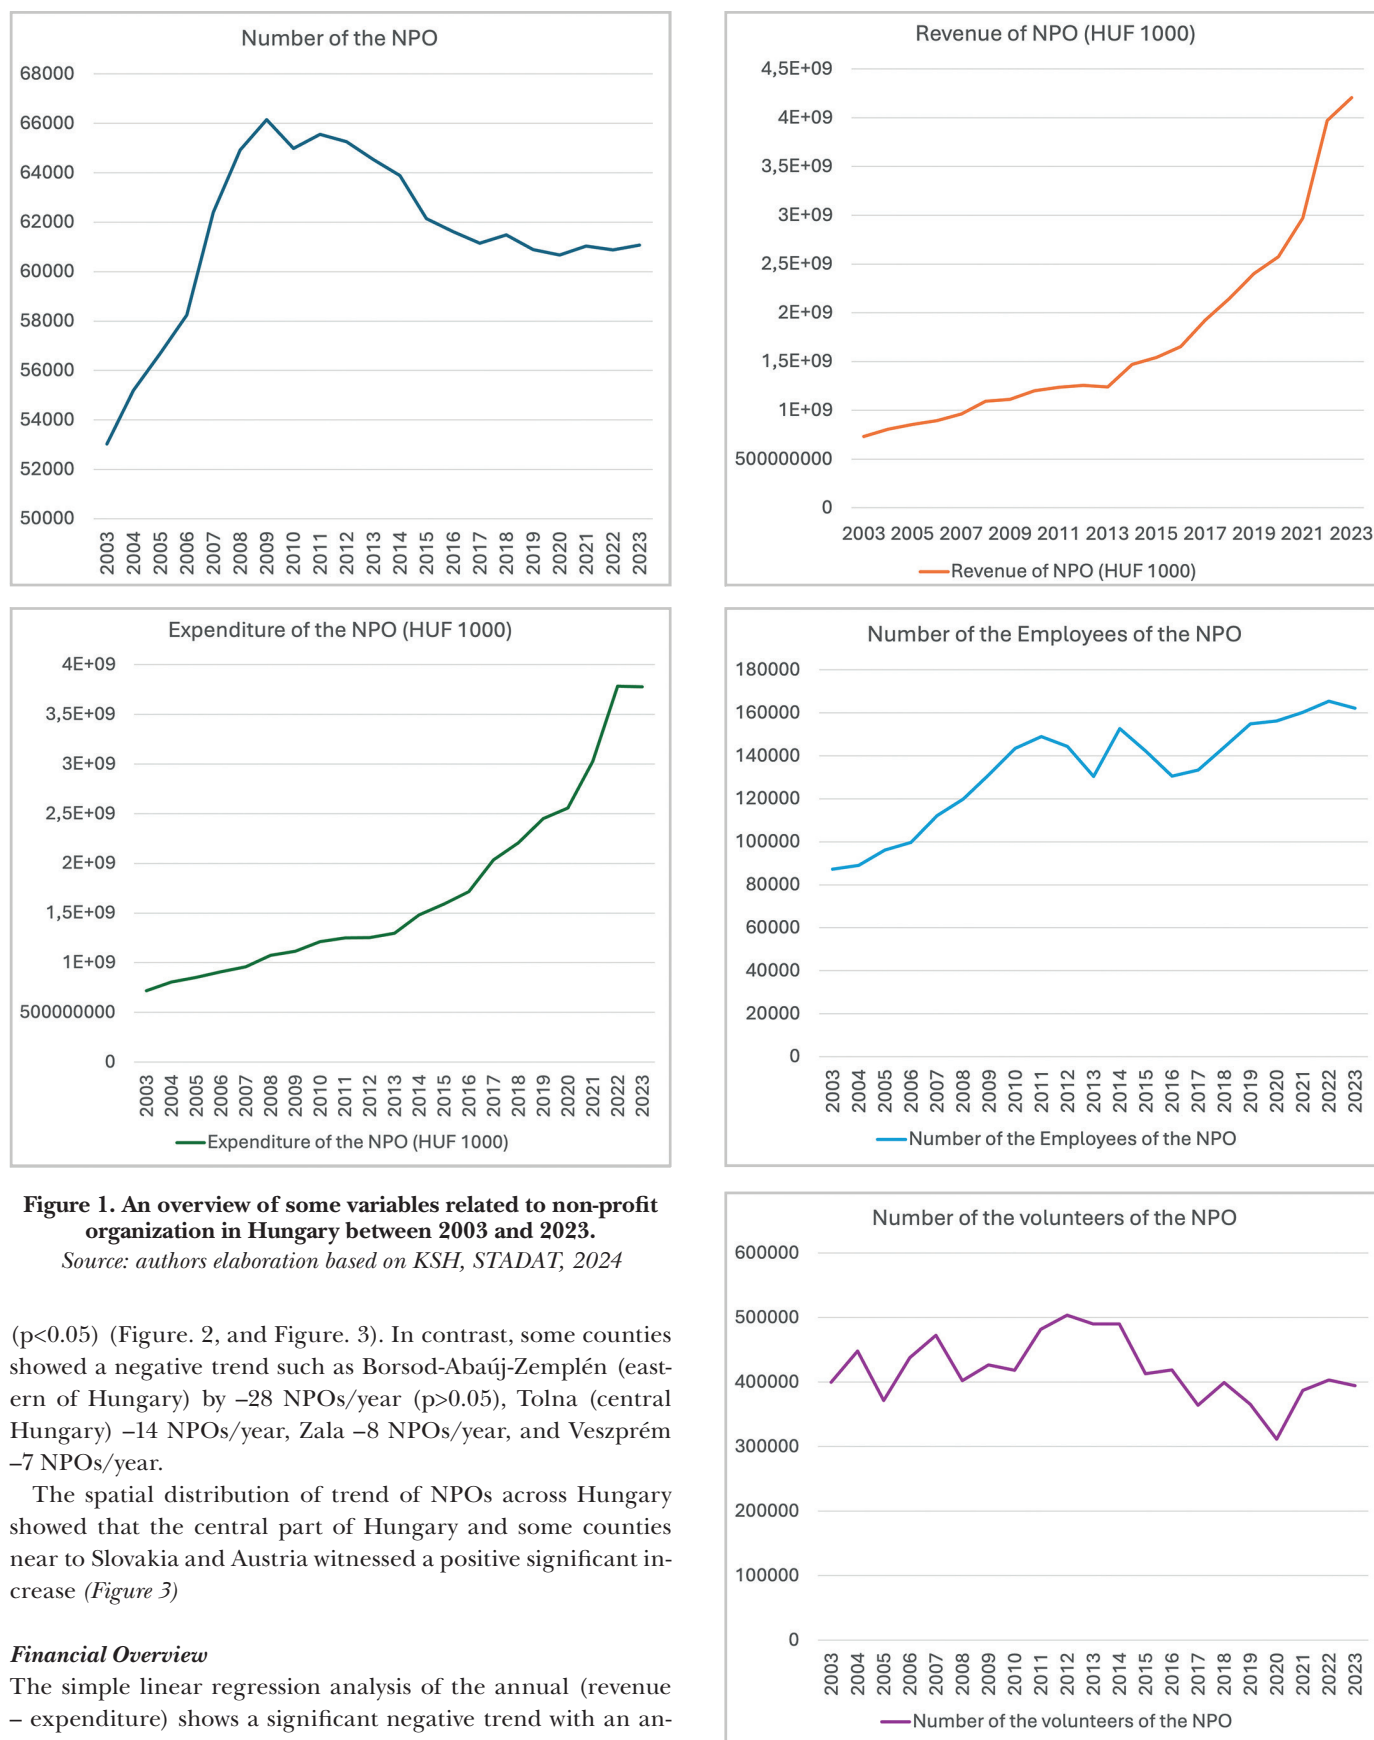 Number of the NPO
68000
66000
64000
62000
60000
58000
56000
54000
52000
50000
2003
2004
2005
2006
2007
2008
2009
2010
2011
2012
2013
2014
2015
2016
2017
2018
2019
2020
2021
2022
2023
Revenue of NPO (HUF 1000)
4,5E+09
4E+09
3,5E+09
3E+09
2,5E+09
2E+09
1,5E+09
1E+09
500000000
0
2003 2005 2007 2009 2011 2013 2015 2017 2019 2021 2023
Revenue of NPO (HUF 1000)
Expenditure of the NPO (HUF 1000)
4E+09
3,5E+09
3E+09
2,5E+09
2E+09
1,5E+09
1E+09
500000000
0
2003
2004
2005
2006
2007
2008
2009
2010
2011
2012
2013
2014
2015
2016
2017
2018
2019
2020
2021
2022
2023
Expenditure of the NPO (HUF 1000)
Number of the Employees of the NPO
180000
160000
140000
120000
100000
80000
60000
40000
20000
0
2003
2004
2005
2006
2007
2008
2009
2010
2011
2012
2013
2014
2015
2016
2017
2018
2019
2020
2021
2022
2023
Number of the Employees of the NPO
Figure 1. An overview of some variables related to non-profit
organization in Hungary between 2003 and 2023.
Source: authors elaboration based on KSH, STADAT, 2024
(p<0.05) (Figure. 2, and Figure. 3). In contrast, some counties
showed a negative trend such as Borsod-Abaúj-Zemplén (east-
ern of Hungary) by –28 NPOs/year (p>0.05), Tolna (central
Hungary) –14 NPOs/year, Zala –8 NPOs/year, and Veszprém
–7 NPOs/year.
The spatial distribution of trend of NPOs across Hungary
showed that the central part of Hungary and some counties
near to Slovakia and Austria witnessed a positive significant in-
crease (Figure 3)
Financial Overview
The simple linear regression analysis of the annual (revenue
– expenditure) shows a significant negative trend with an an-
Number of the volunteers of the NPO
600000
500000
400000
300000
200000
100000
0
2003
2004
2005
2006
2007
2008
2009
2010
2011
2012
2013
2014
2015
2016
2017
2018
2019
2020
2021
2022
2023
Number of the volunteers of the NPO